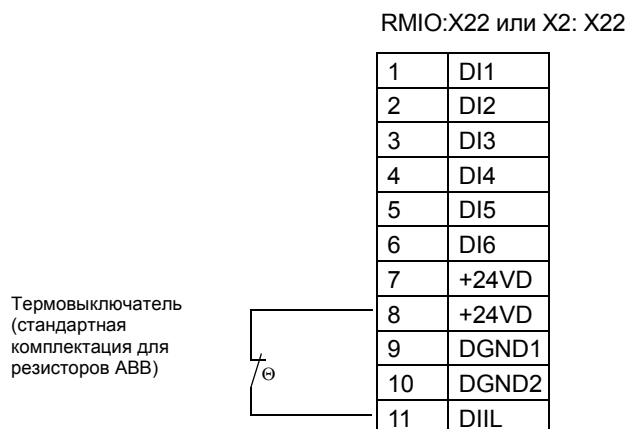 RMIO:X22 или X2: X22
1 DI1
2 DI2
3 DI3
4 DI4
5 DI5
6 DI6
7 +24VD
8 +24VD
9 DGND1
10 DGND2
11 DIIL
Термовыключатель
(стандартная
комплектация для
резисторов ABB)
Θ